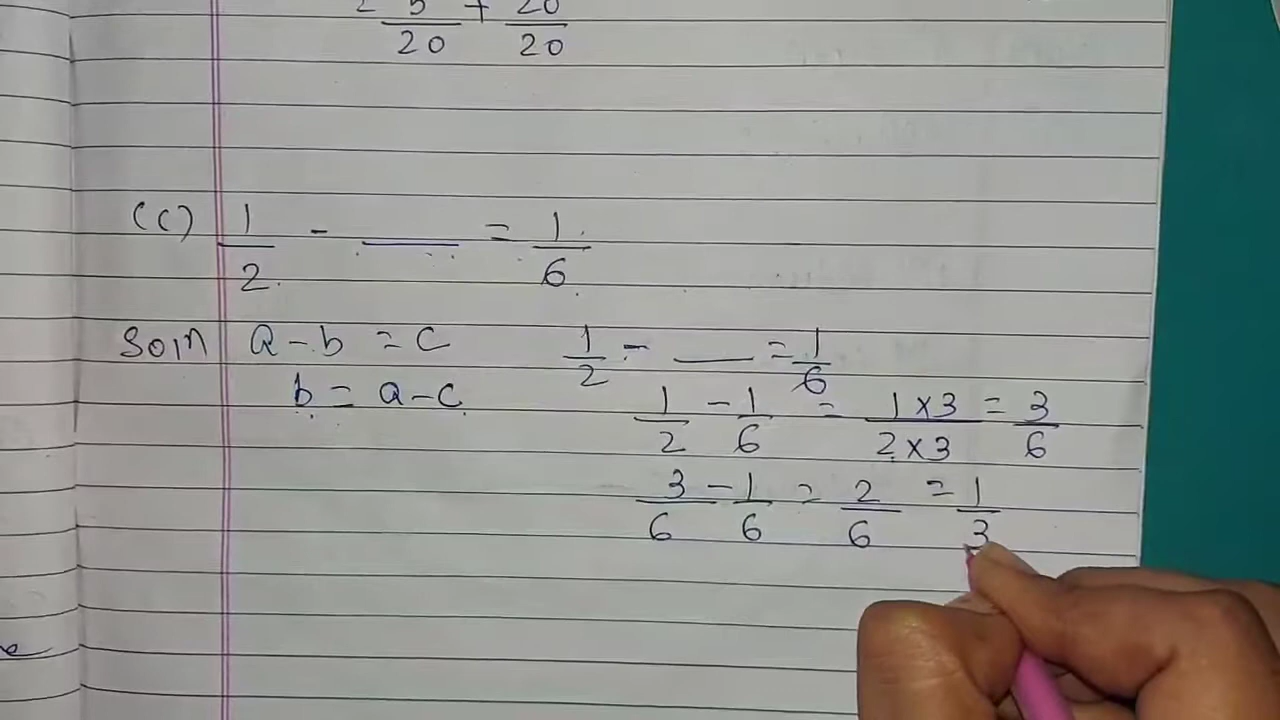 5/20 + 20/20
(c) 1/2 - ___ = 1/6
Soln a - b = c 1/2 - ___ = 1/6
b = a - c 1/2 - 1/6 = 1×3/2×3 = 3/6
3/6 - 1/6 = 2/6 = 1/3